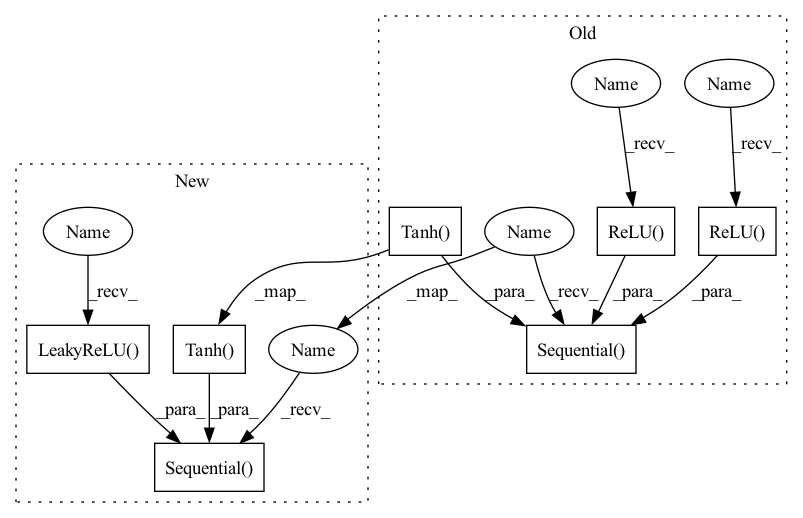 Old
Name
Name
_recv_
_recv_
New
Name
Tanh()
Name
ReLU()
ReLU()
_recv_
_map_
_map_
_para_
_recv_
_para_
_para_
LeakyReLU()
Tanh()
Name
Sequential()
_para_
_para_
_recv_
Sequential()